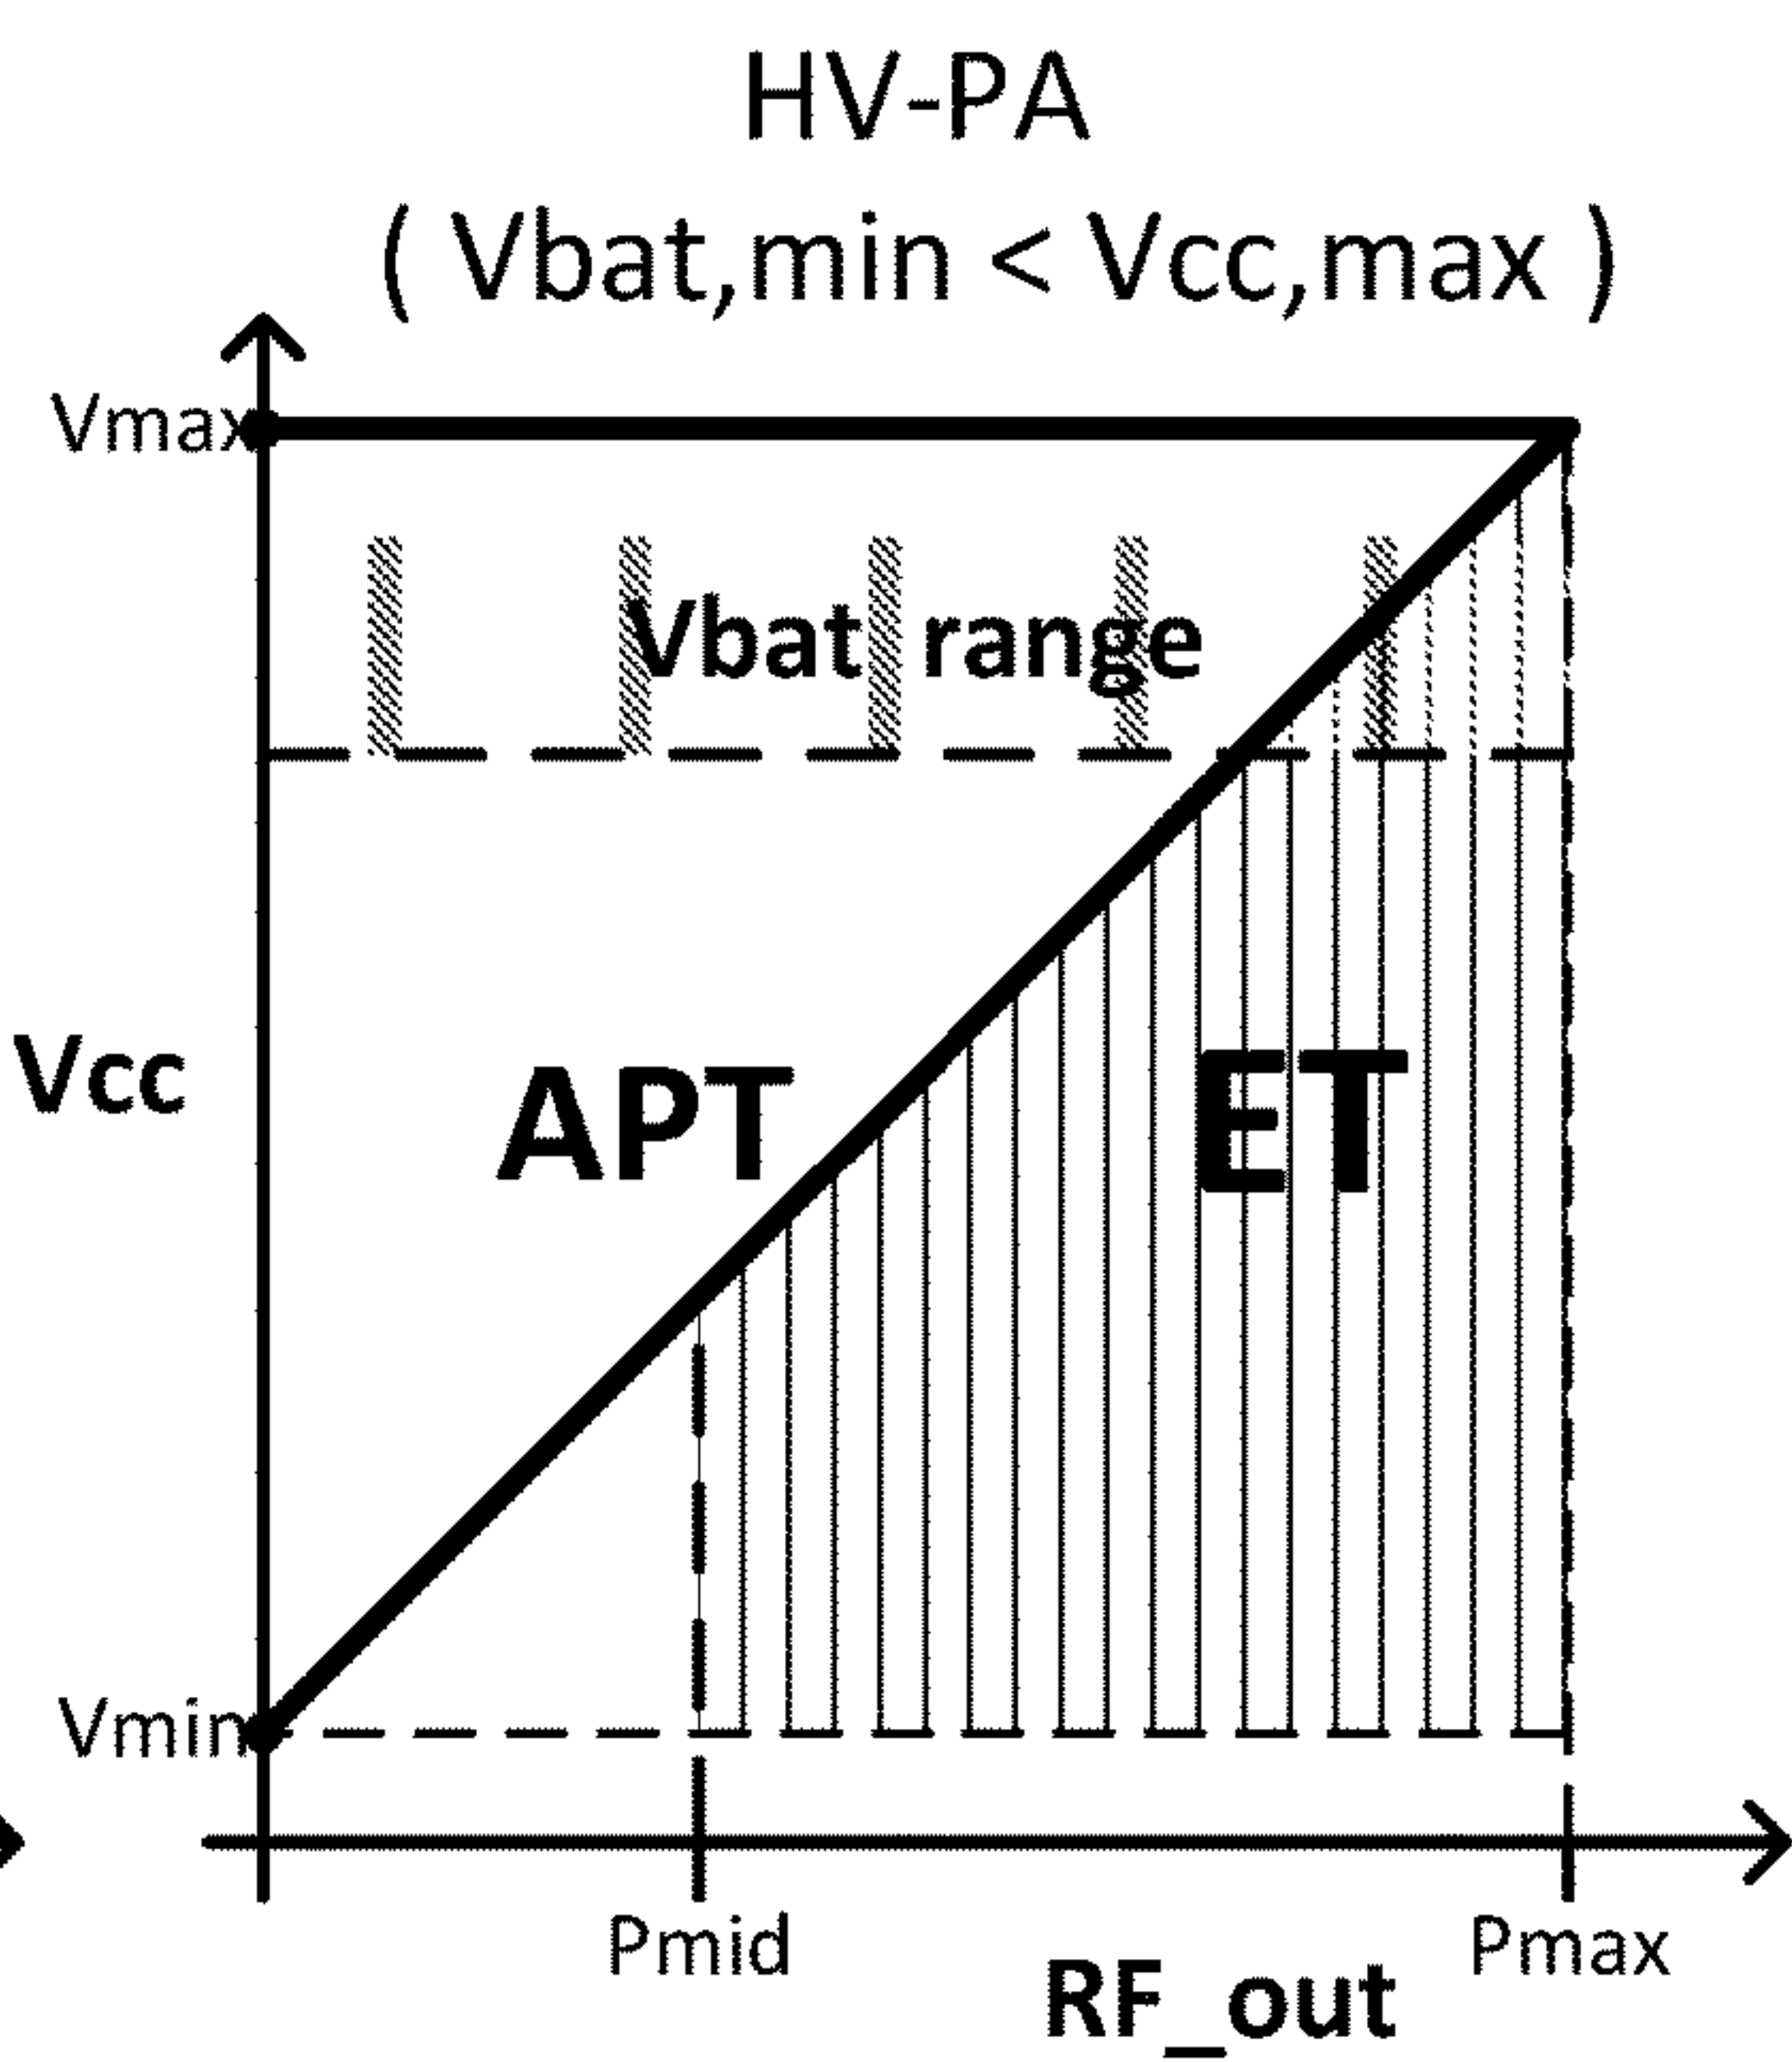 HV-PA
( Vbat,min < Vcc,max )
Vmax
Vbat range
Vcc
APT
ET
Vmin
Pmid
Pmax
RF_out